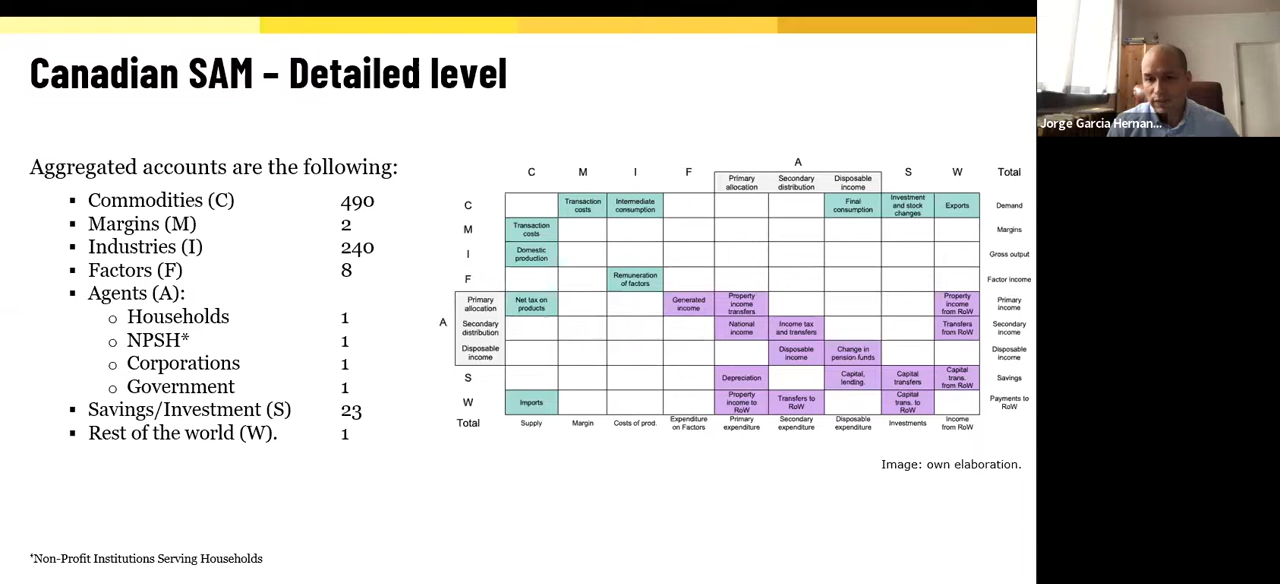 Canadian SAM – Detailed level
Jorge Garcia Hernan...
Aggregated accounts are the following:
▪ Commodities (C) 490
▪ Margins (M) 2
▪ Industries (I) 240
▪ Factors (F) 8
▪ Agents (A):
o Households 1
o NPSH* 1
o Corporations 1
o Government 1
▪ Savings/Investment (S) 23
▪ Rest of the world (W). 1
A
C M I F S W Total
Primary allocation
Secondary distribution
Disposable income
C
Transaction costs
Intermediate consumption
Final consumption
Investment and stock changes
Exports
Demand
M
Transaction costs
Margins
I
Domestic production
Gross output
F
Remuneration of factors
Factor income
A
Primary allocation
Net tax on products
Generated income
Property income transfers
Property income from RoW
Primary income
Secondary distribution
National income
Income tax and transfers
Transfers from RoW
Secondary income
Disposable income
Disposable income
Change in pension funds
Disposable income
S
Depreciation
Capital, lending.
Capital transfers
Capital trans. from RoW
Savings
W
Imports
Property income to RoW
Transfers to RoW
Capital trans. to RoW
Payments to RoW
Total
Supply
Margin
Costs of prod.
Expenditure on Factors
Primary expenditure
Secondary expenditure
Disposable expenditure
Investments
Income from RoW
Image: own elaboration.
*Non-Profit Institutions Serving Households